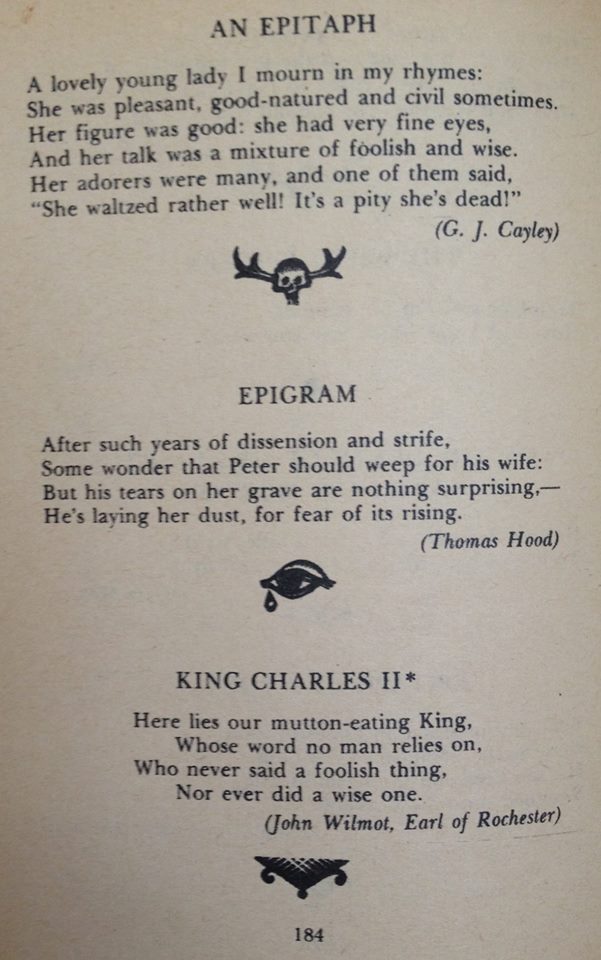 AN EPITAPH
A lovely young lady I mourn in my rhymes:
She was pleasant, good-natured and civil sometimes.
Her figure was good: she had very fine eyes,
And her talk was a mixture of foolish and wise.
Her adorers were many, and one of them said,
“She waltzed rather well! It's a pity she's dead!”
(G. J. Cayley)
EPIGRAM
After such years of dissension and strife,
Some wonder that Peter should weep for his wife:
But his tears on her grave are nothing surprising,—
He's laying her dust, for fear of its rising.
(Thomas Hood)
KING CHARLES II*
Here lies our mutton-eating King,
Whose word no man relies on,
Who never said a foolish thing,
Nor ever did a wise one.
(John Wilmot, Earl of Rochester)
184